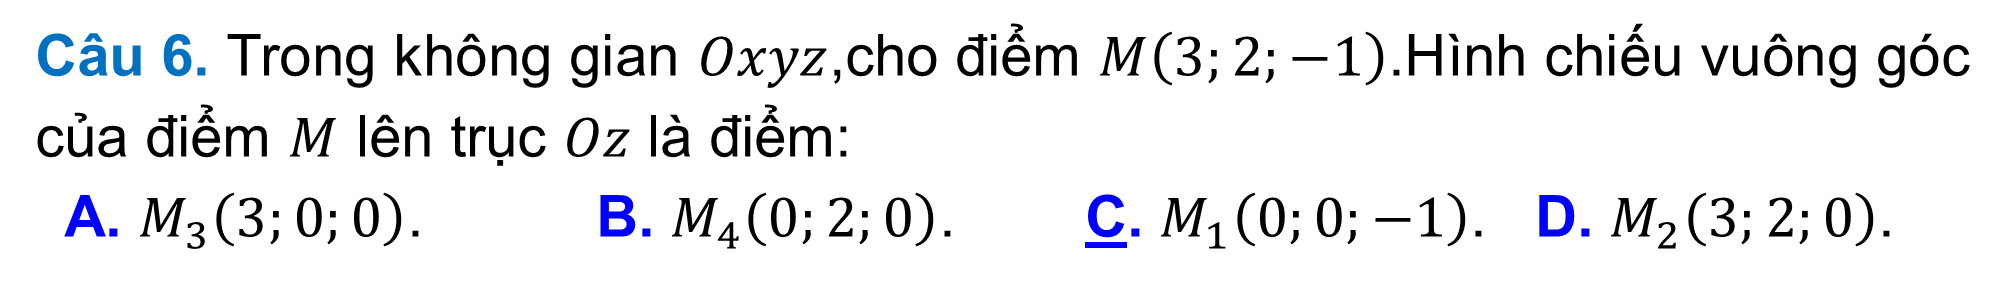 Câu 6. Trong không gian Oxyz,cho điểm M(3; 2; −1).Hình chiếu vuông góc
của điểm M lên trục Oz là điểm:
A. M₃(3; 0; 0). B. M₄(0; 2; 0). C. M₁(0; 0; −1). D. M₂(3; 2; 0).